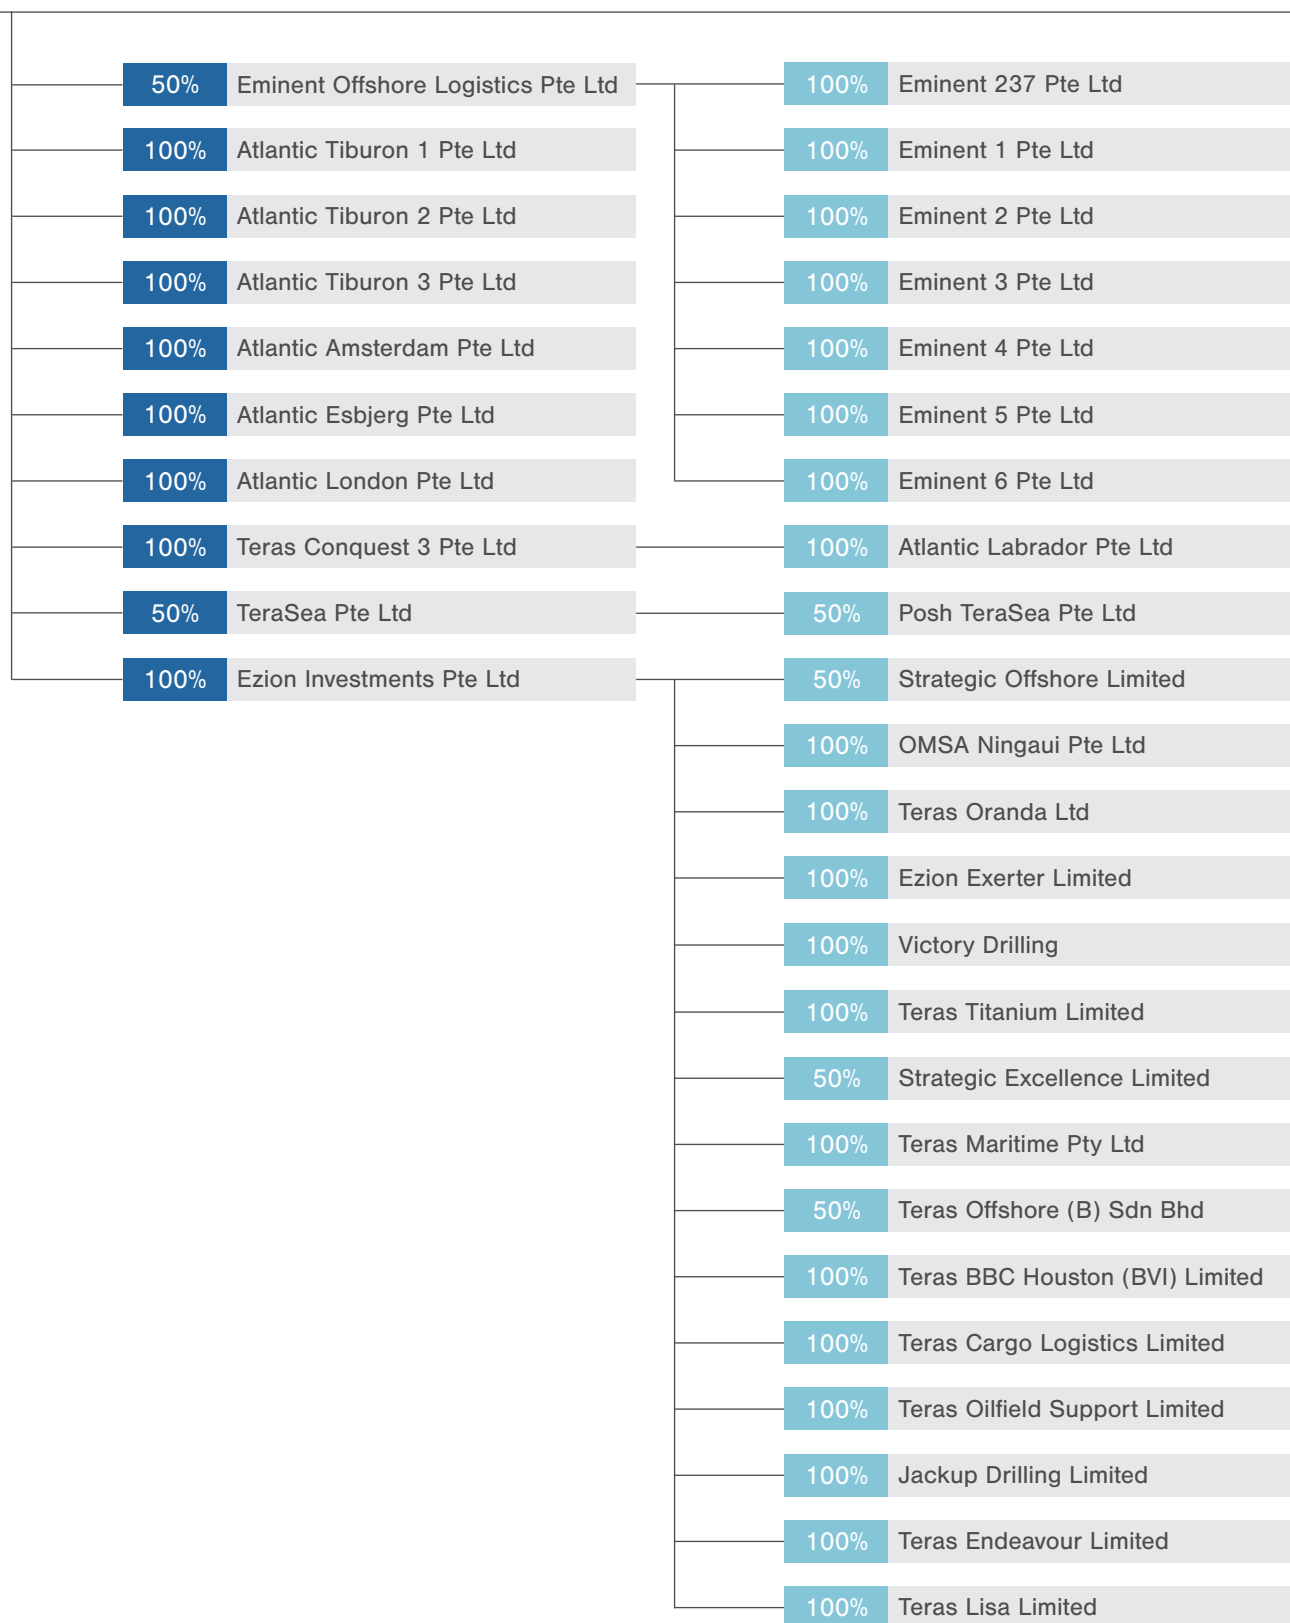 50% Eminent Offshore Logistics Pte Ltd
100% Atlantic Tiburon 1 Pte Ltd
100% Atlantic Tiburon 2 Pte Ltd
100% Atlantic Tiburon 3 Pte Ltd
100% Atlantic Amsterdam Pte Ltd
100% Atlantic Esbjerg Pte Ltd
100% Atlantic London Pte Ltd
100% Teras Conquest 3 Pte Ltd
50% TeraSea Pte Ltd
100% Ezion Investments Pte Ltd
100% Eminent 237 Pte Ltd
100% Eminent 1 Pte Ltd
100% Eminent 2 Pte Ltd
100% Eminent 3 Pte Ltd
100% Eminent 4 Pte Ltd
100% Eminent 5 Pte Ltd
100% Eminent 6 Pte Ltd
100% Atlantic Labrador Pte Ltd
50% Posh TeraSea Pte Ltd
50% Strategic Offshore Limited
100% OMSA Ningaui Pte Ltd
100% Teras Oranda Ltd
100% Ezion Exerter Limited
100% Victory Drilling
100% Teras Titanium Limited
50% Strategic Excellence Limited
100% Teras Maritime Pty Ltd
50% Teras Offshore (B) Sdn Bhd
100% Teras BBC Houston (BVI) Limited
100% Teras Cargo Logistics Limited
100% Teras Oilfield Support Limited
100% Jackup Drilling Limited
100% Teras Endeavour Limited
100% Teras Lisa Limited